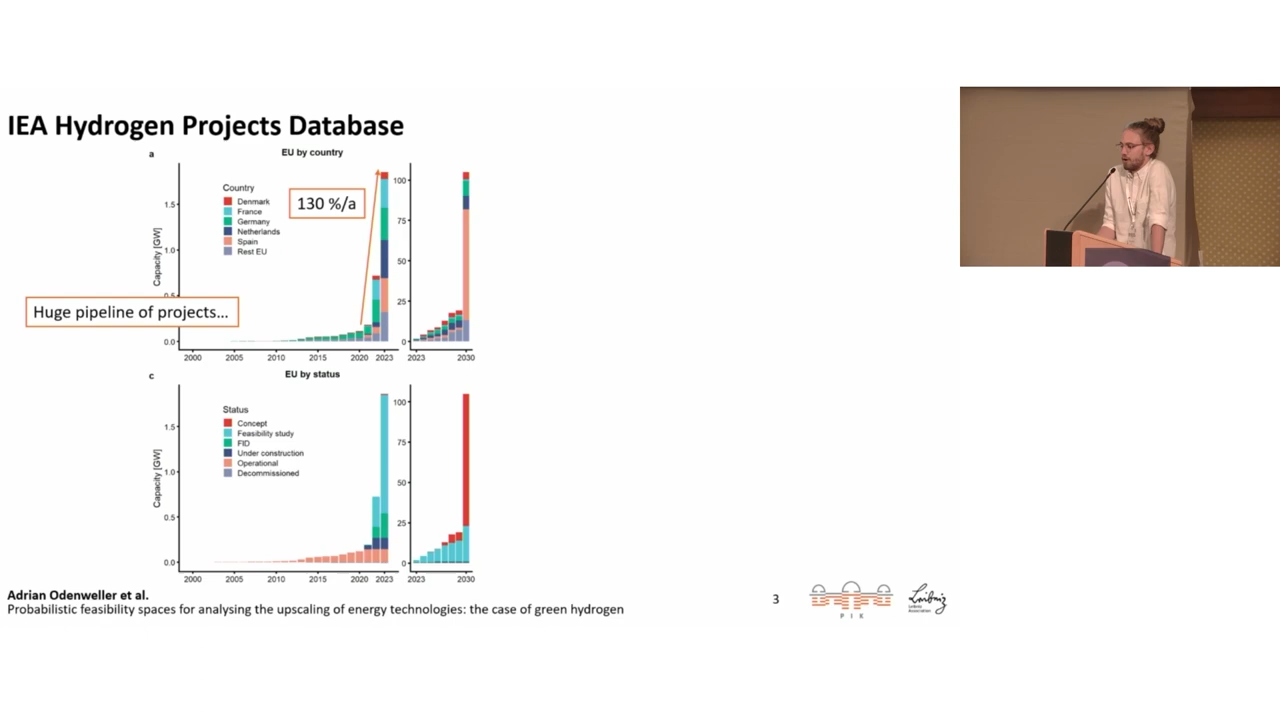 IEA Hydrogen Projects Database
a
EU by country
Capacity [GW]
1.5
1.0
0.5
0.0
Country
Denmark
France
Germany
Netherlands
Spain
Rest EU
130 %/a
2000 2005 2010 2015 2020 2023
100
75
50
25
0
2023 2030
Huge pipeline of projects...
c
EU by status
Capacity [GW]
1.5
1.0
0.5
0.0
Status
Concept
Feasibility study
FID
Under construction
Operational
Decommissioned
2000 2005 2010 2015 2020 2023
100
75
50
25
0
2023 2030
Adrian Odenweller et al.
Probabilistic feasibility spaces for analysing the upscaling of energy technologies: the case of green hydrogen
3
P I K
Leibniz
Leibniz
Association